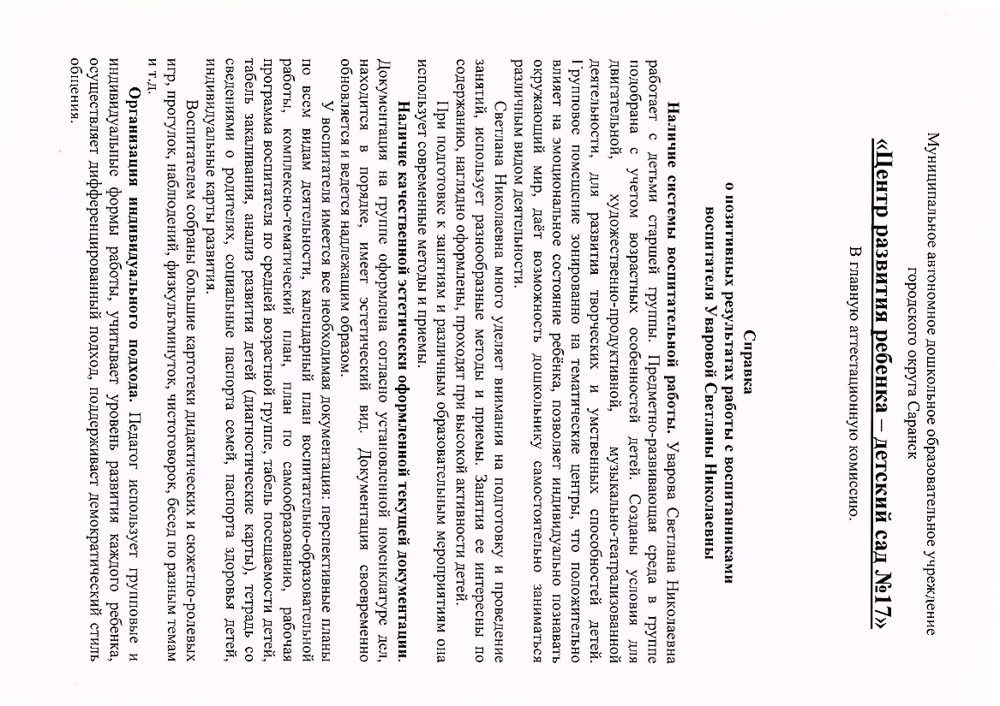 Муниципальное автономное дошкольное образовательное учреждение
городского округа Саранск
«Центр развития ребенка – детский сад №17»
В главную аттестационную комиссию.
Справка
о позитивных результатах работы с воспитанниками
воспитателя Уваровой Светланы Николаевны
Наличие системы воспитательной работы. Уварова Светлана Николаевна
работает с детьми старшей группы. Предметно-развивающая среда в группе
подобрана с учетом возрастных особенностей детей. Созданы условия для
двигательной, художественно-продуктивной, музыкально-театрализованной
деятельности, для развития творческих и умственных способностей детей.
Групповое помещение зонированно на тематические центры, что положительно
влияет на эмоциональное состояние ребёнка, позволяет индивидуально познавать
окружающий мир, даёт возможность дошкольнику самостоятельно заниматься
различным видом деятельности.
Светлана Николаевна много уделяет внимания на подготовку и проведение
занятий, использует разнообразные методы и приемы. Занятия ее интересны по
содержанию, наглядно оформлены, проходят при высокой активности детей.
При подготовке к занятиям и различным образовательным мероприятиям она
использует современные методы и приемы.
Наличие качественной эстетически оформленной текущей документации.
Документация на группе оформлена согласно установленной номенклатуре дел,
находится в порядке, имеет эстетический вид. Документация своевременно
обновляется и ведется надлежащим образом.
У воспитателя имеется все необходимая документация: перспективные планы
по всем видам деятельности, календарный план воспитательно-образовательной
работы, комплексно-тематический план, план по самообразованию, рабочая
программа воспитателя по средней возрастной группе, табель посещаемости детей,
табель закаливания, анализ развития детей (диагностические карты), тетрадь со
сведениями о родителях, социальные паспорта семей, паспорта здоровья детей,
индивидуальные карты развития.
Воспитателем собраны большие картотеки дидактических и сюжетно-ролевых
игр, прогулок, наблюдений, физкультминуток, чистоговорок, бесед по разным темам
и т.д.
Организация индивидуального подхода. Педагог использует групповые и
индивидуальные формы работы, учитывает уровень развития каждого ребенка,
осуществляет дифференцированный подход, поддерживает демократический стиль
общения.